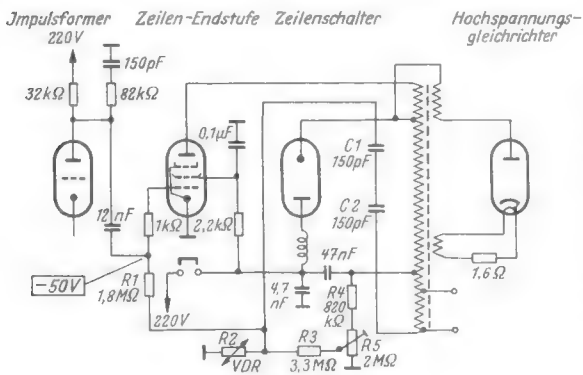 Impulsformer
Zeilen-Endstufe
Zeilenschalter
Hochspannungs-
gleichrichter
220V
150pF
32kΩ
82kΩ
0,1µF
C1
150pF
12nF
1kΩ
2,2kΩ
C2
150pF
47nF
1,6Ω
-50V
R1
1,8MΩ
4,7
nF
R4
820
kΩ
220V
R2
VDR
R3
3,3MΩ
R5
2MΩ